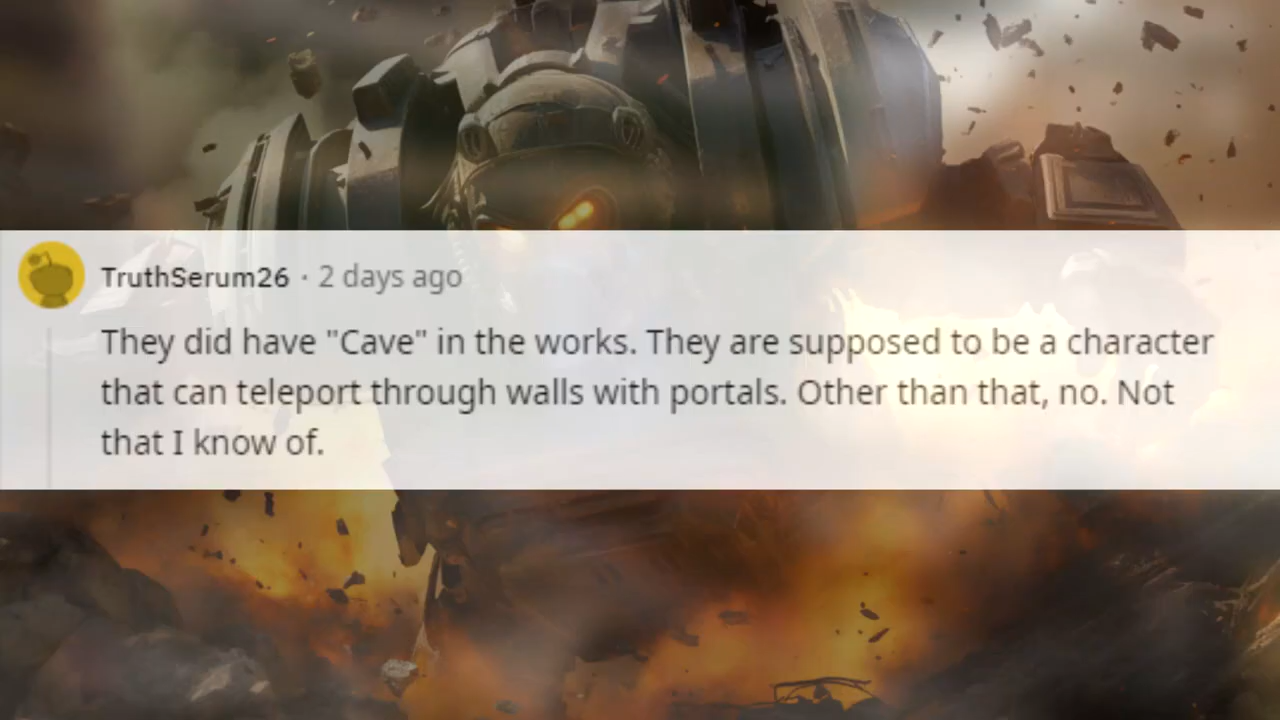 TruthSerum26 · 2 days ago
They did have "Cave" in the works. They are supposed to be a character
that can teleport through walls with portals. Other than that, no. Not
that I know of.